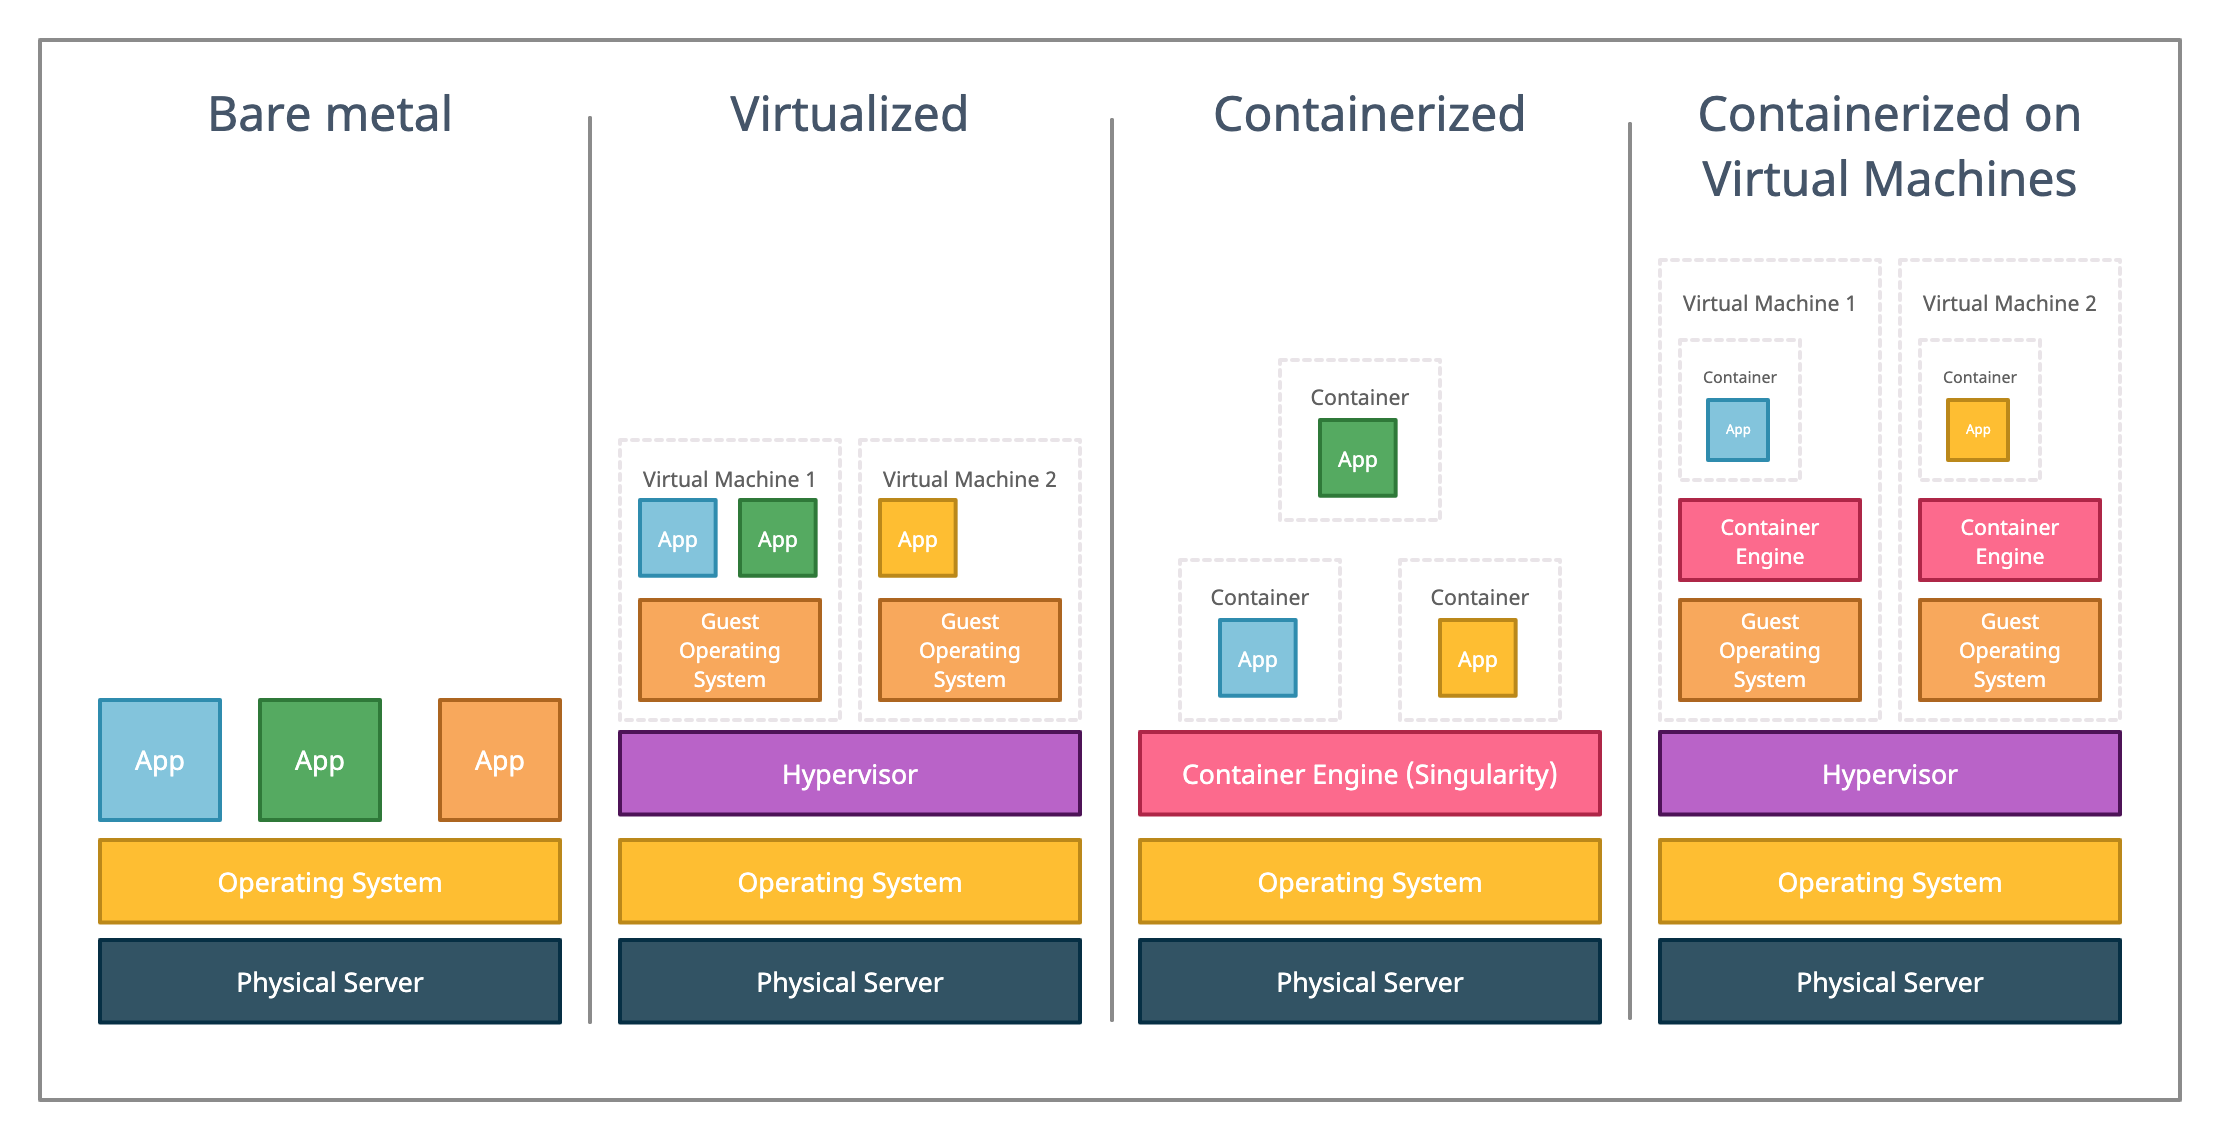 Bare metal
App
App
App
Operating System
Physical Server
Virtualized
Virtual Machine 1
App
App
Guest
Operating
System
Virtual Machine 2
App
Guest
Operating
System
Hypervisor
Operating System
Physical Server
Containerized
Container
App
Container
App
Container
App
Container Engine (Singularity)
Operating System
Physical Server
Containerized on
Virtual Machines
Virtual Machine 1
Container
App
Container
Engine
Guest
Operating
System
Virtual Machine 2
Container
App
Container
Engine
Guest
Operating
System
Hypervisor
Operating System
Physical Server